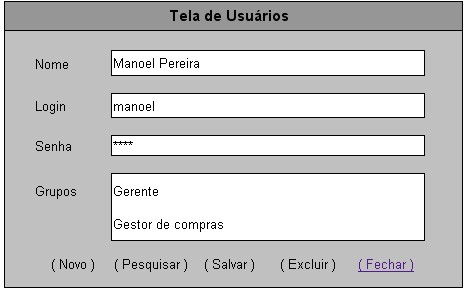 Tela de Usuários
Nome Manoel Pereira
Login manoel
Senha ****
Grupos Gerente
Gestor de compras
( Novo ) ( Pesquisar ) ( Salvar ) ( Excluir ) ( Fechar )